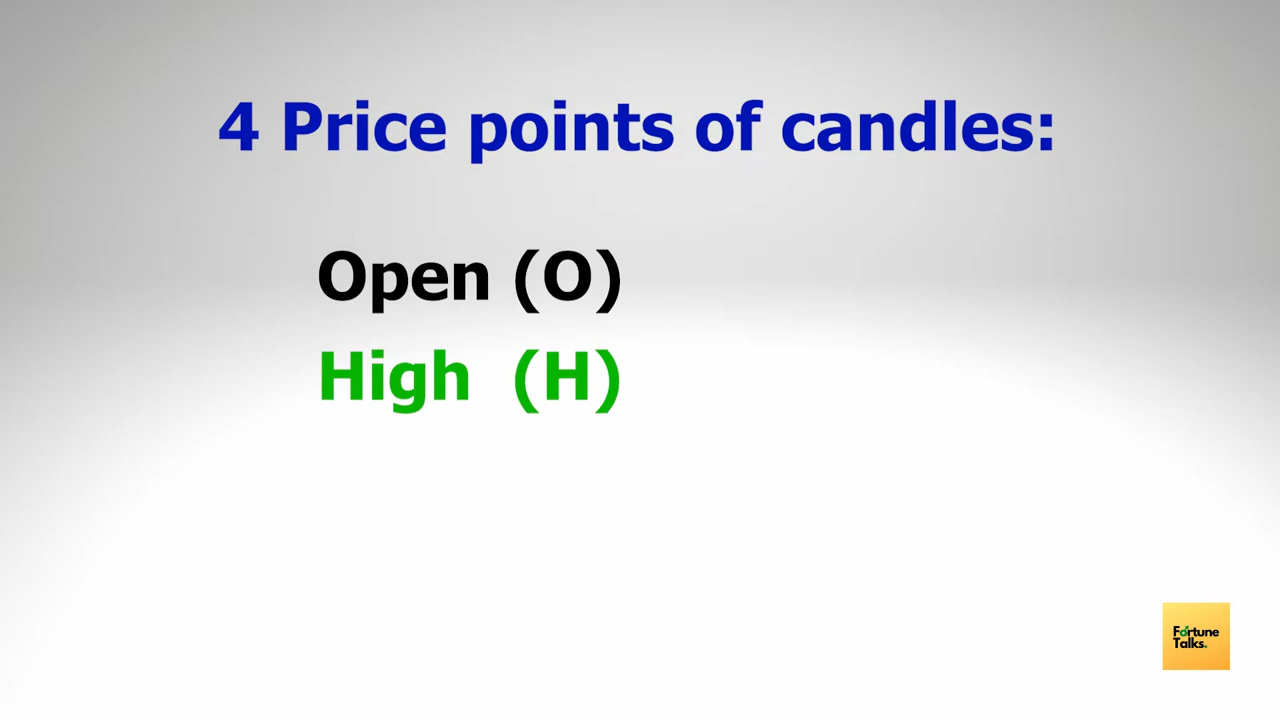 4 Price points of candles:
Open (O)
High (H)
Fortune
Talks.